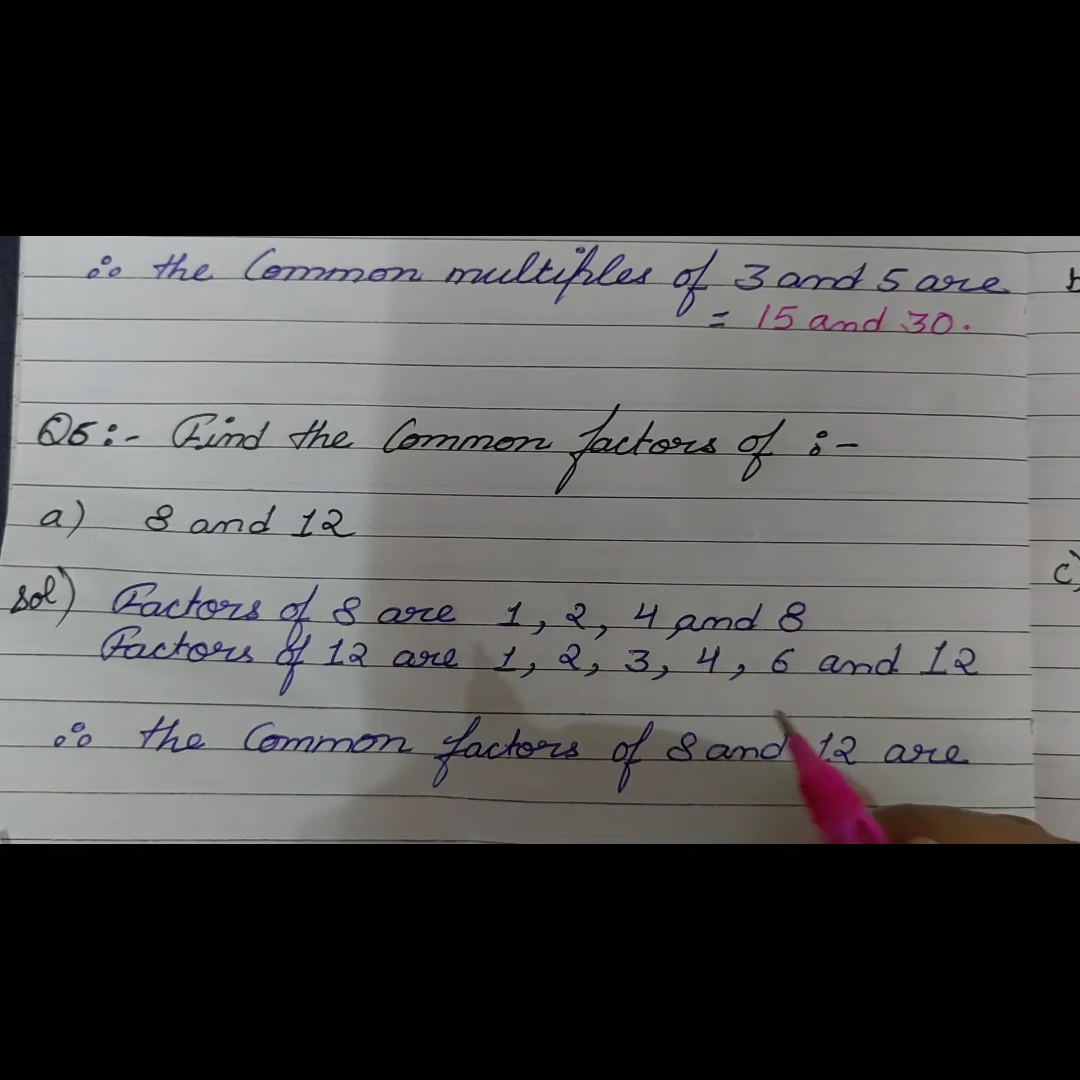 ∴ the Common multiples of 3 and 5 are
= 15 and 30.
Q5:- Find the Common factors of :-
a) 8 and 12
Sol) Factors of 8 are 1, 2, 4 and 8
Factors of 12 are 1, 2, 3, 4, 6 and 12
∴ the Common factors of 8 and 12 are
c)